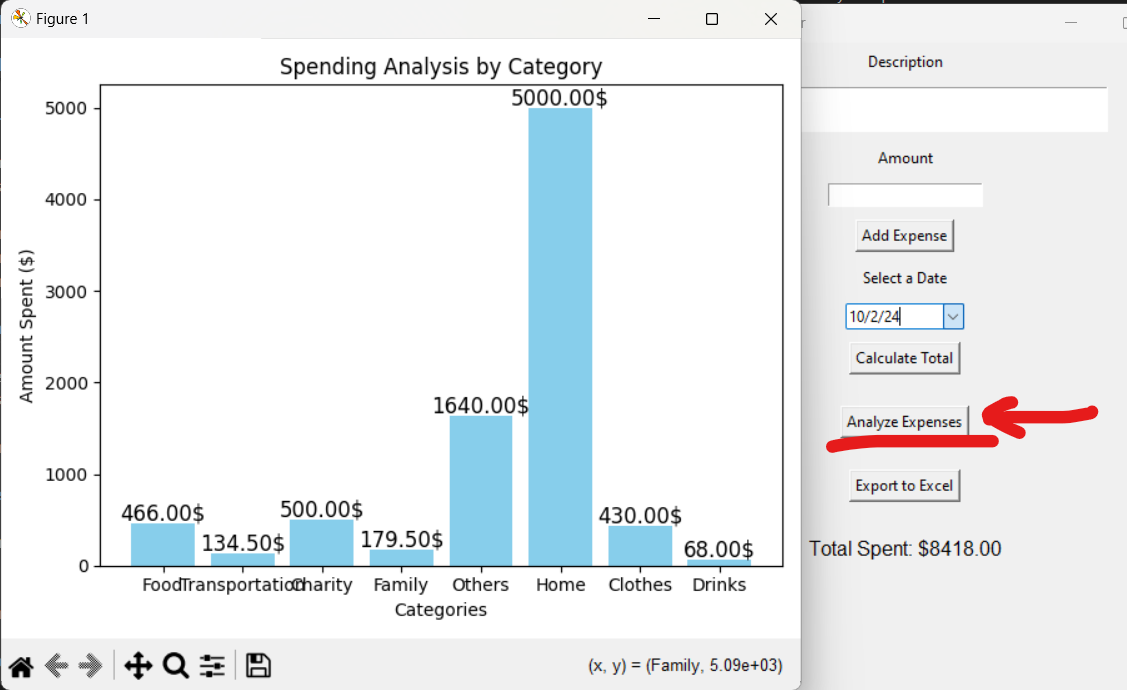 Figure 1
r
Spending Analysis by Category
Amount Spent ($)
5000
4000
3000
2000
1000
0
466.00$
134.50$
500.00$
179.50$
1640.00$
5000.00$
430.00$
68.00$
Food
Transportation
Charity
Family
Others
Home
Clothes
Drinks
Categories
(x, y) = (Family, 5.09e+03)
Description
Amount
Add Expense
Select a Date
10/2/24
Calculate Total
Analyze Expenses
Export to Excel
Total Spent: $8418.00